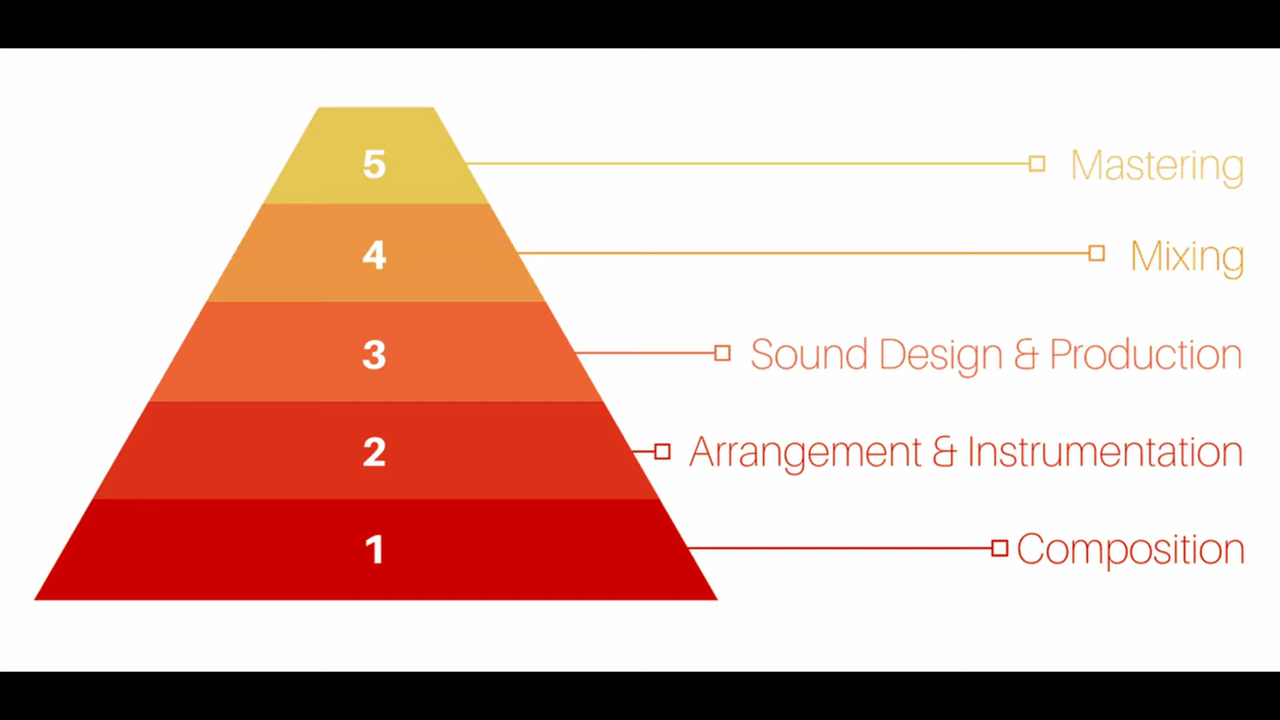 5 Mastering
4 Mixing
3 Sound Design & Production
2 Arrangement & Instrumentation
1 Composition